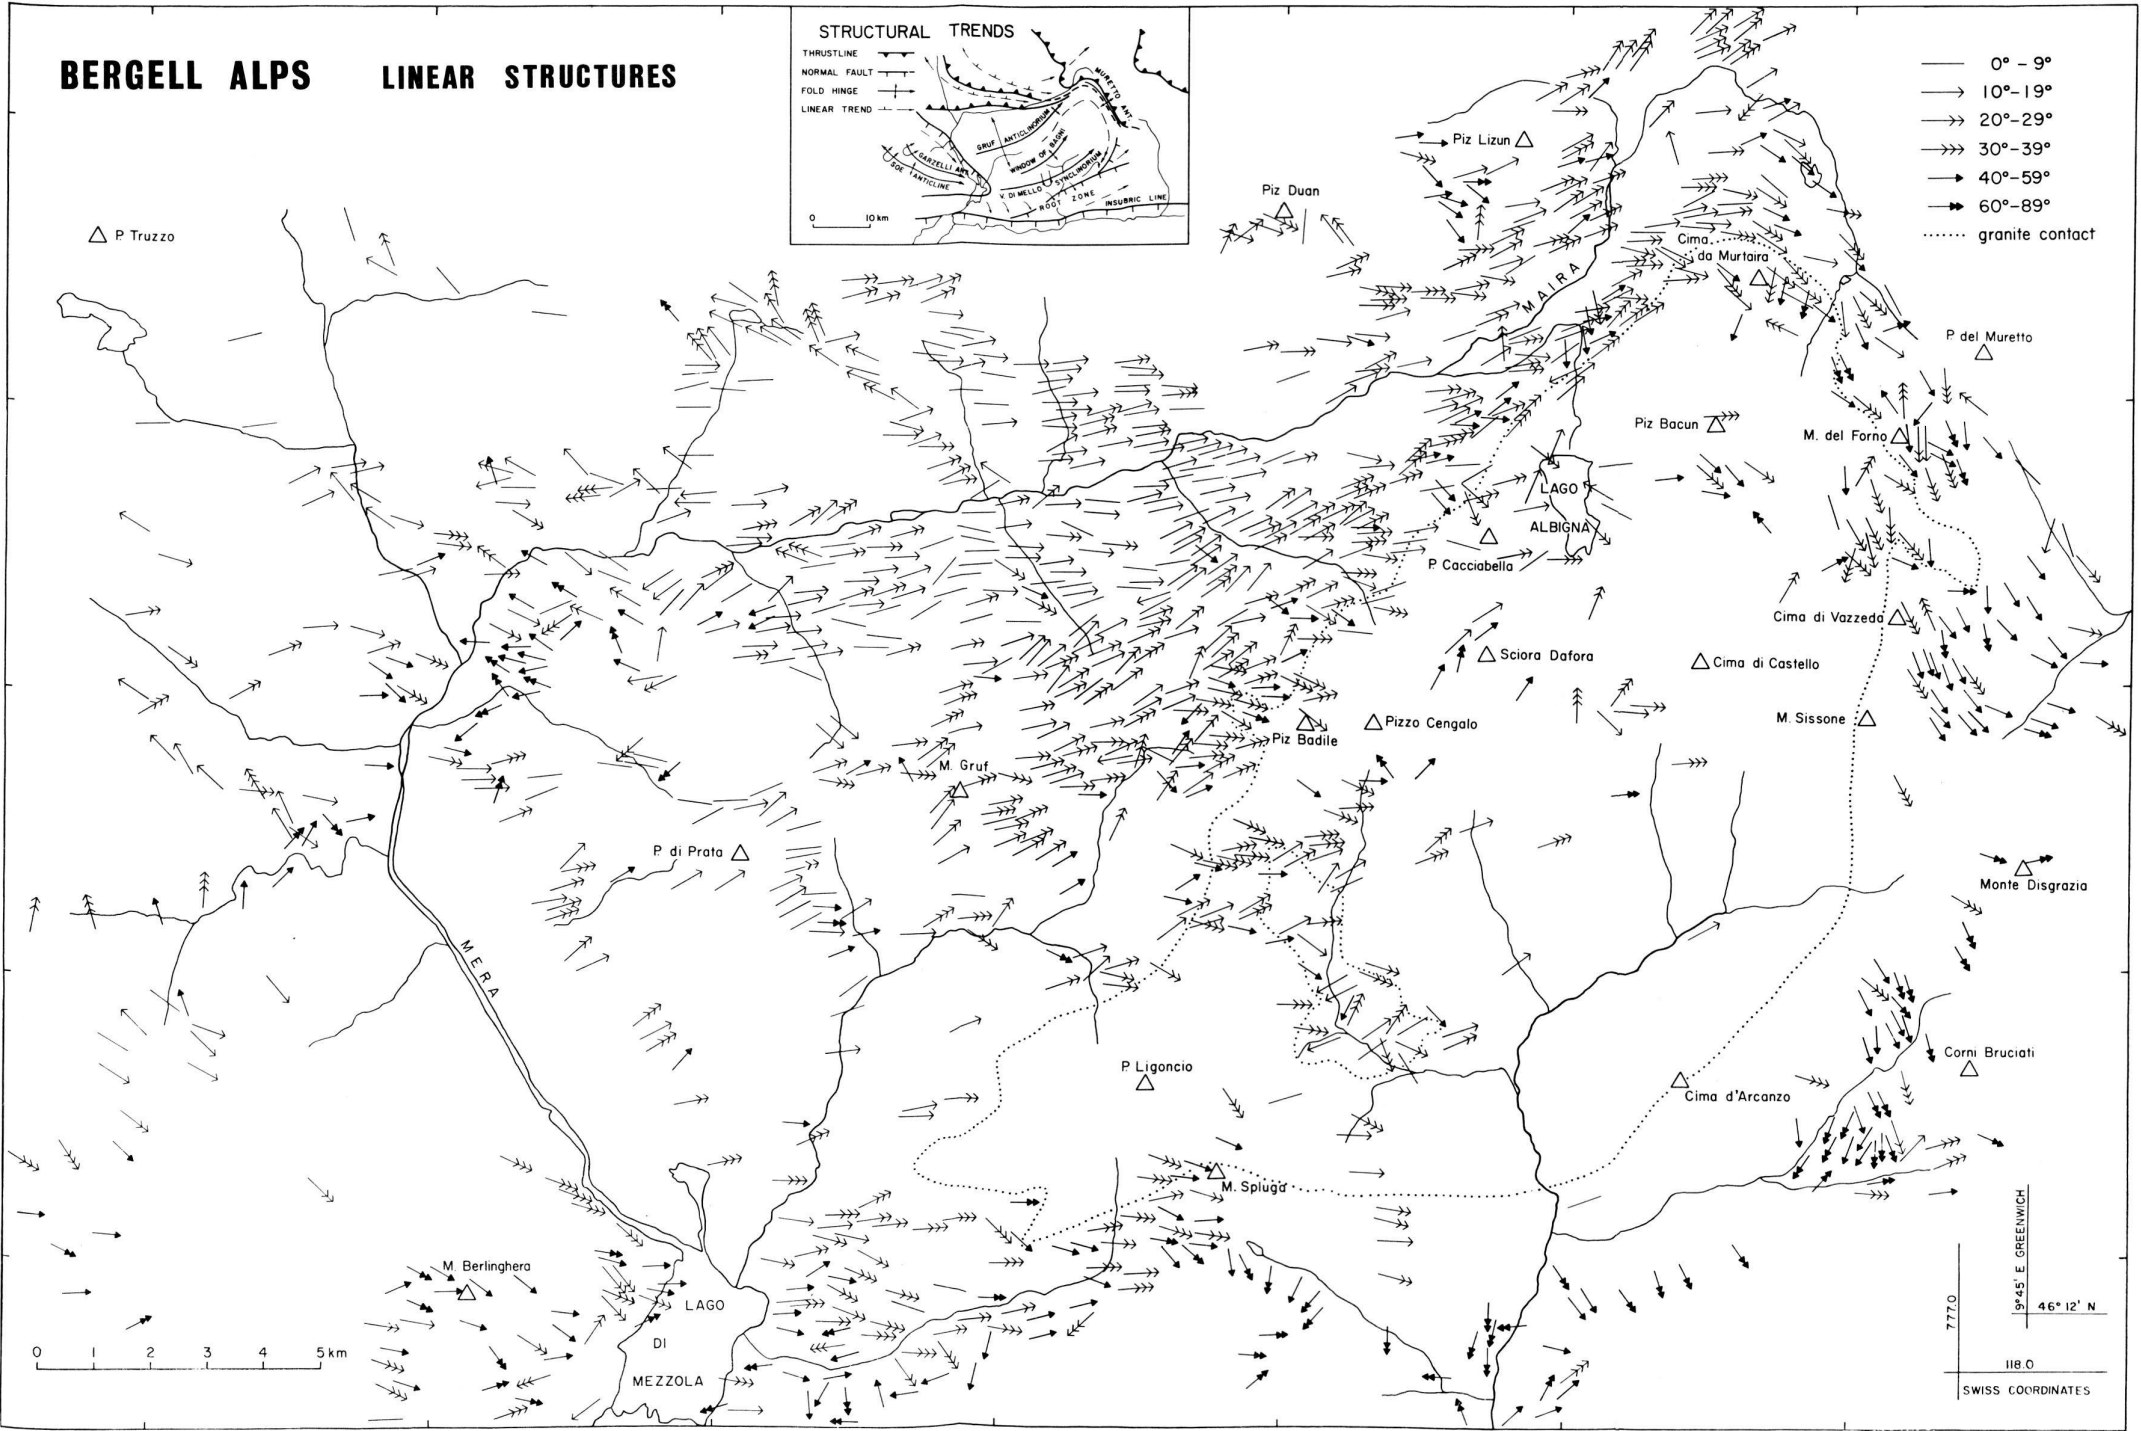 BERGELL ALPS LINEAR STRUCTURES
STRUCTURAL TRENDS
THRUSTLINE
NORMAL FAULT
FOLD HINGE
LINEAR TREND
MURETTO ANT.
GRUF ANTICLINORIUM
WINDOW OF BAGNI
GARZELLI ANT.
SOE ANTICLINE
V. DI MELLO SYNCLINORIUM
ROOT ZONE
INSUBRIC LINE
0 10 km
0° - 9°
10°-19°
20°-29°
30°-39°
40°-59°
60°-89°
granite contact
Piz Lizun
Piz Duan
P. Truzzo
Cima
da Murtaira
MAIRA
P. del Muretto
Piz Bacun
M. del Forno
LAGO
ALBIGNA
P. Cacciabella
Cima di Vazzeda
Sciora Dafora
Cima di Castello
M. Sissone
Pizzo Cengalo
Piz Badile
M. Gruf
P. di Prata
Monte Disgrazia
MERA
Corni Bruciati
P. Ligoncio
Cima d'Arcanzo
M. Spluga
M. Berlinghera
LAGO
DI
MEZZOLA
0 1 2 3 4 5 km
9°45' E GREENWICH
46° 12' N
777.0
118.0
SWISS COORDINATES